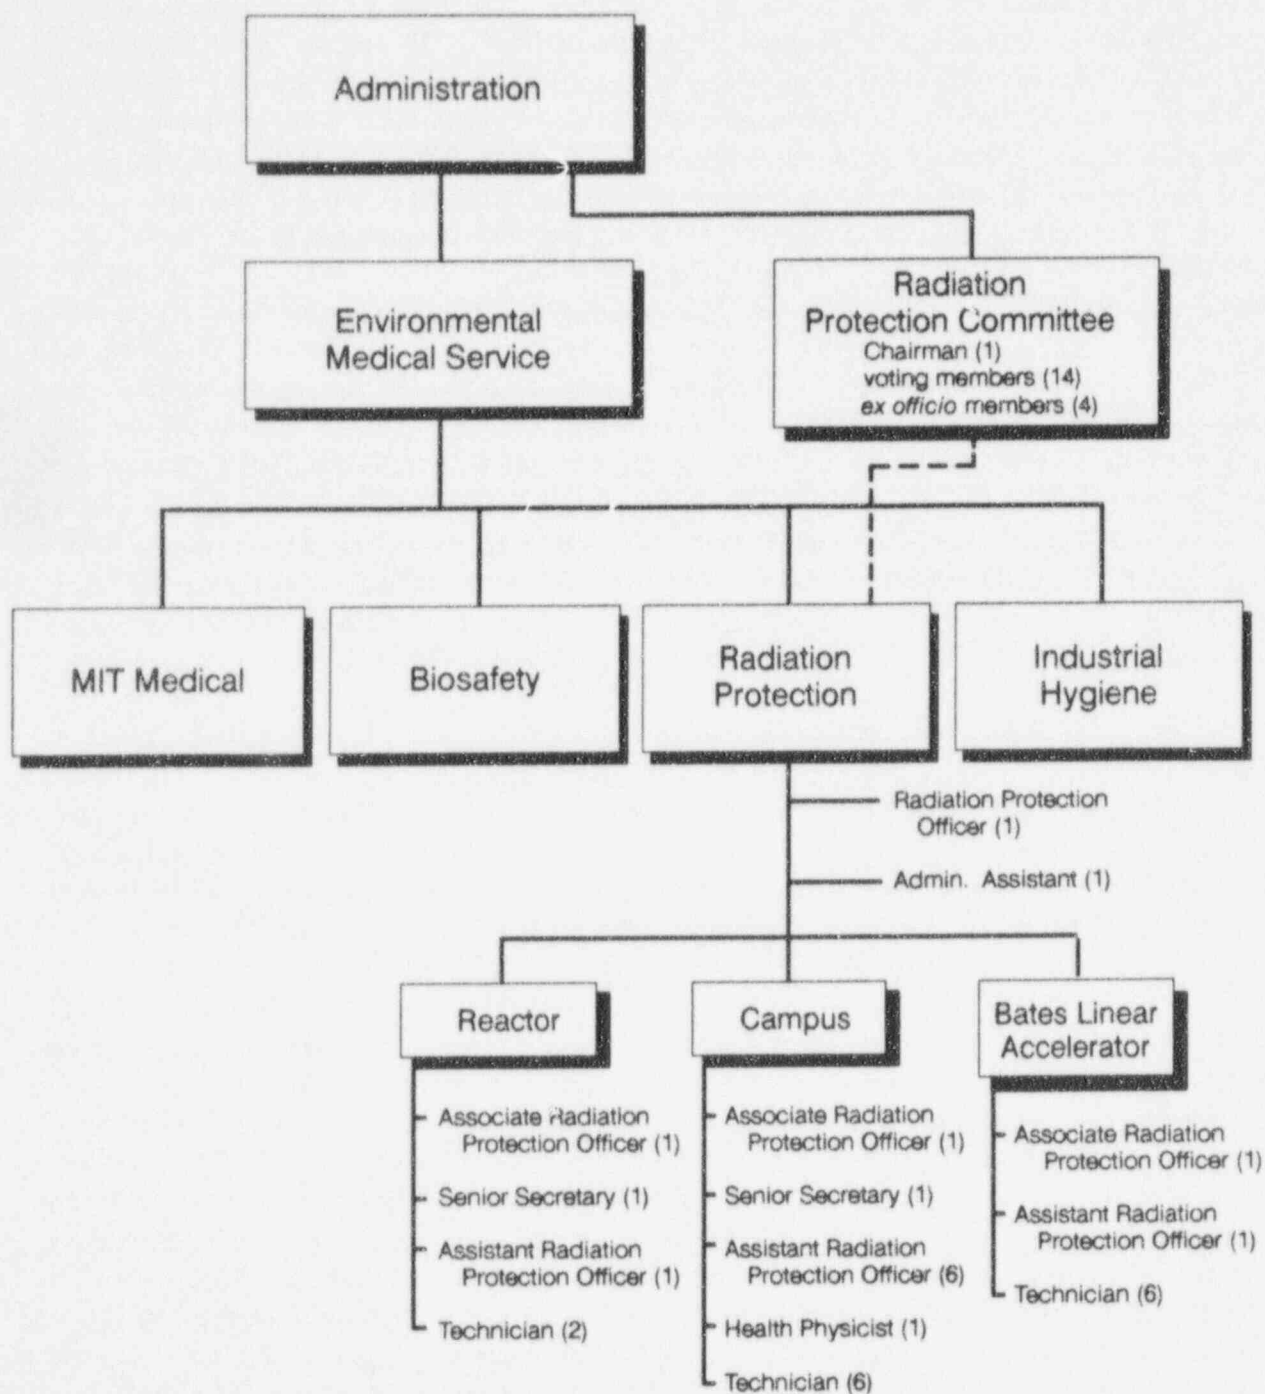 Administration
Environmental
Medical Service
Radiation
Protection Committee
Chairman (1)
voting members (14)
ex officio members (4)
MIT Medical
Biosafety
Radiation
Protection
Industrial
Hygiene
Radiation Protection
Officer (1)
Admin. Assistant (1)
Reactor
Associate Radiation
Protection Officer (1)
Senior Secretary (1)
Assistant Radiation
Protection Officer (1)
Technician (2)
Campus
Associate Radiation
Protection Officer (1)
Senior Secretary (1)
Assistant Radiation
Protection Officer (6)
Health Physicist (1)
Technician (6)
Bates Linear
Accelerator
Associate Radiation
Protection Officer (1)
Assistant Radiation
Protection Officer (1)
Technician (6)